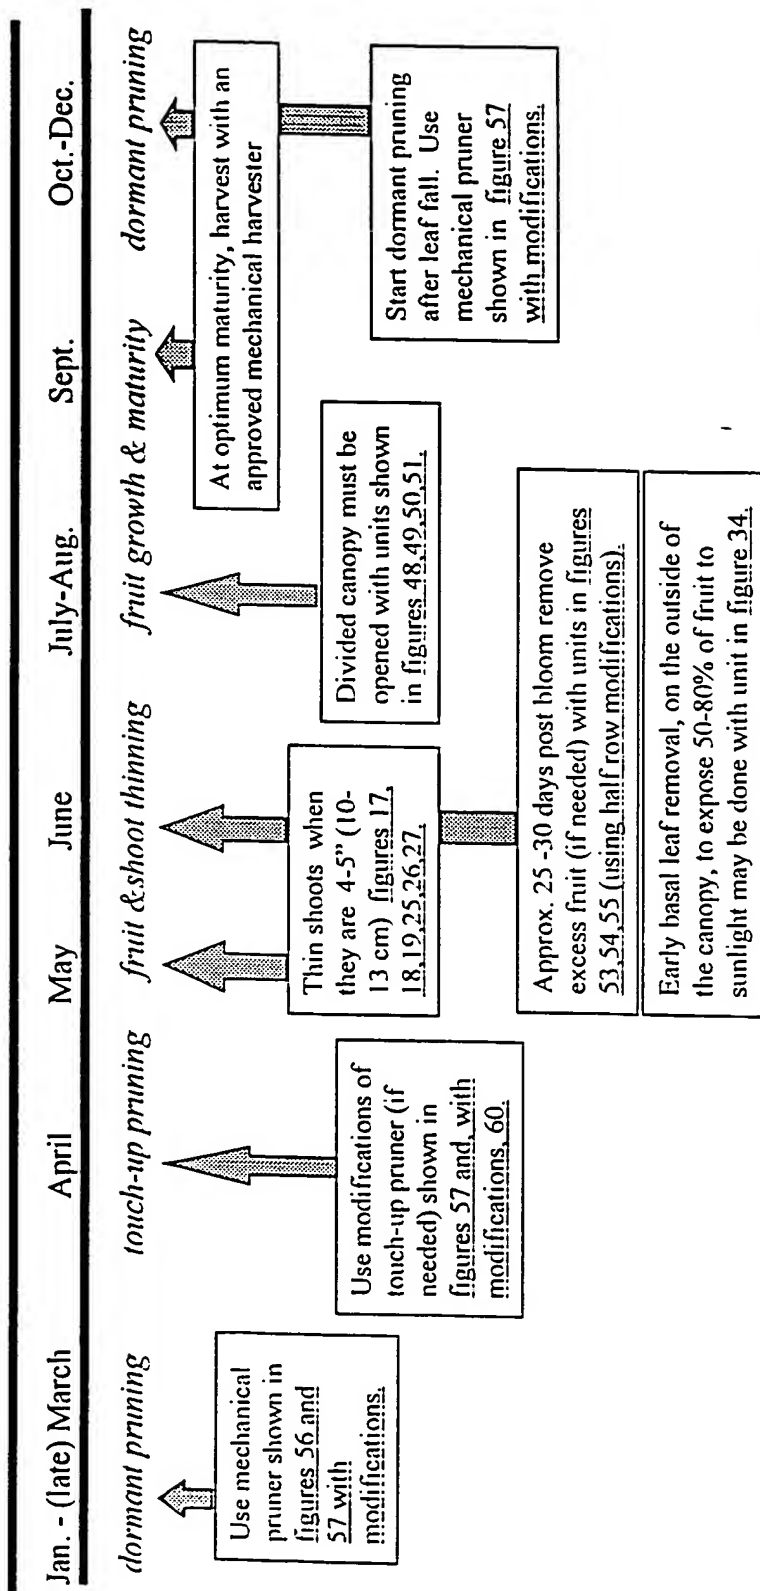 Jan. - (late) March April May June July-Aug. Sept. Oct.-Dec.
dormant pruning touch-up pruning fruit &shoot thinning fruit growth & maturity dormant pruning
Use mechanical
pruner shown in
figures 56 and
57 with
modifications.
Use modifications of
touch-up pruner (if
needed) shown in
figures 57 and, with
modifications, 60.
Thin shoots when
they are 4-5" (10-
13 cm) figures 17,
18,19,25,26,27.
Approx. 25 -30 days post bloom remove
excess fruit (if needed) with units in figures
53,54,55 (using half row modifications).
Early basal leaf removal, on the outside of
the canopy, to expose 50-80% of fruit to
sunlight may be done with unit in figure 34.
Divided canopy must be
opened with units shown
in figures 48,49,50,51.
At optimum maturity, harvest with an
approved mechanical harvester
Start dormant pruning
after leaf fall. Use
mechanical pruner
shown in figure 57
with modifications.